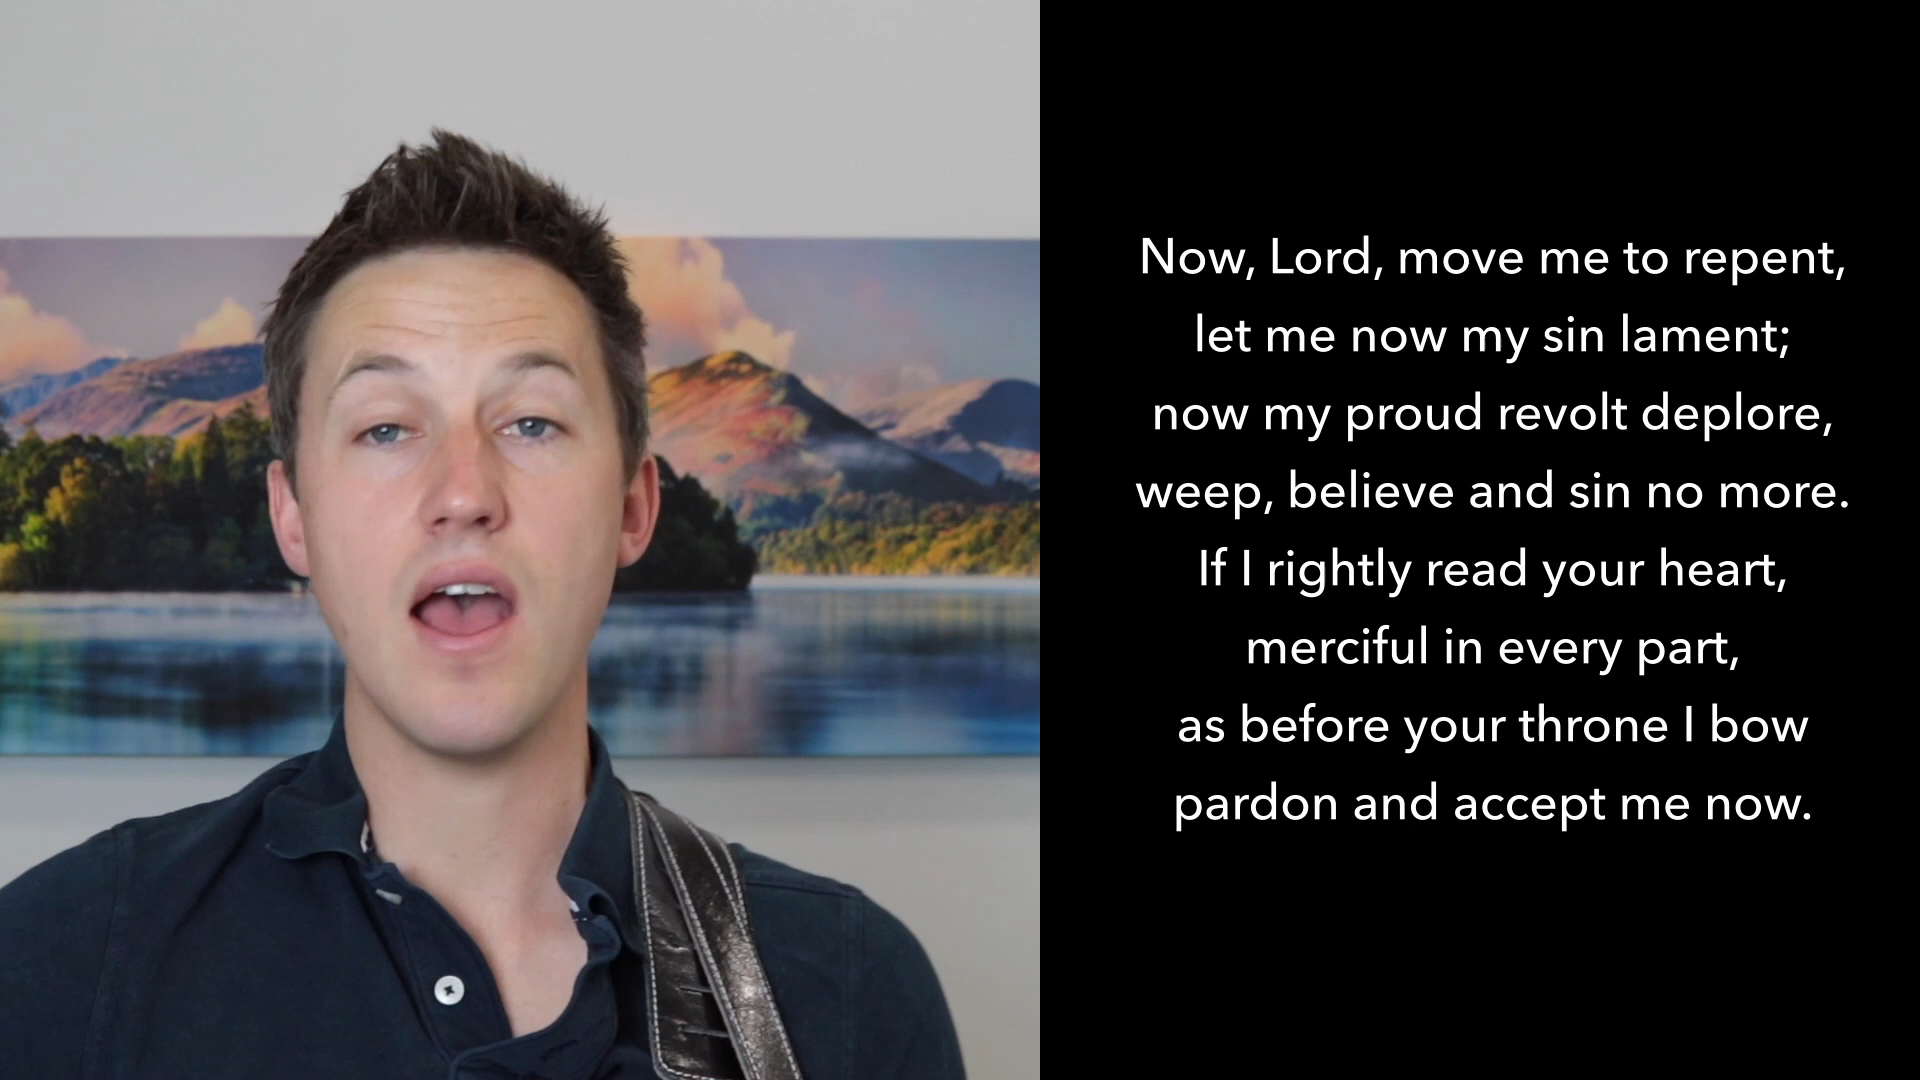 Now, Lord, move me to repent,
let me now my sin lament;
now my proud revolt deplore,
weep, believe and sin no more.
If I rightly read your heart,
merciful in every part,
as before your throne I bow
pardon and accept me now.